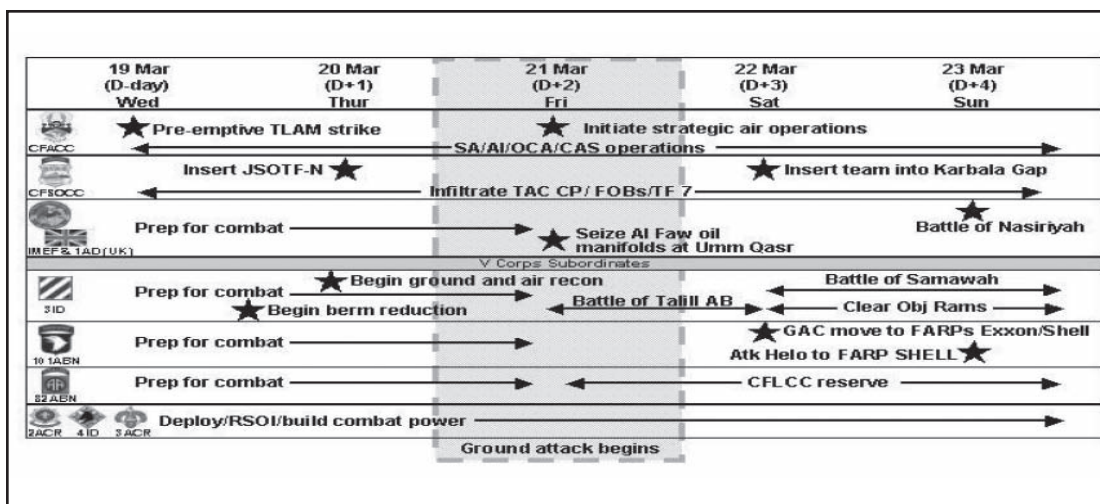 19 Mar
(D-day)
Wed
20 Mar
(D+1)
Thur
21 Mar
(D+2)
Fri
22 Mar
(D+3)
Sat
23 Mar
(D+4)
Sun
CFACC
Pre-emptive TLAM strike
Initiate strategic air operations
SA/AI/OCA/CAS operations
CFSOCC
Insert JSOTF-N
Insert team into Karbala Gap
Infiltrate TAC CP/ FOBs/TF 7
IMEF & 1AD(UK)
Prep for combat
Seize Al Faw oil
manifolds at Umm Qasr
Battle of Nasiriyah
V Corps Subordinates
3ID
Begin ground and air recon
Prep for combat
Begin berm reduction
Battle of Talill AB
Battle of Samawah
Clear Obj Rams
101ABN
Prep for combat
GAC move to FARPs Exxon/Shell
Atk Helo to FARP SHELL
82ABN
Prep for combat
CFLCC reserve
2ACR 4ID 3ACR
Deploy/RSOI/build combat power
Ground attack begins